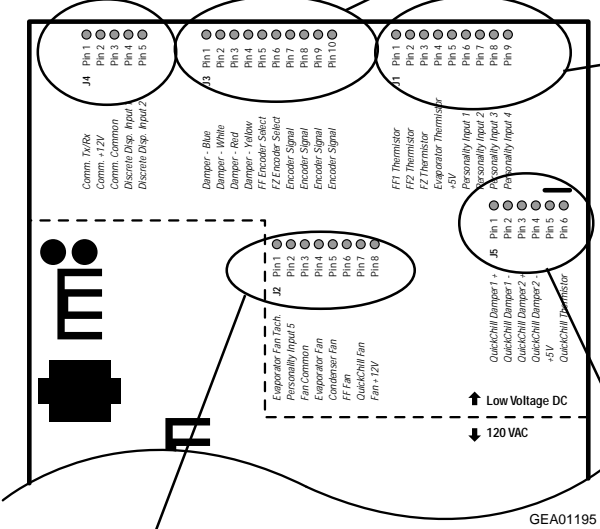 J4
Pin 1
Pin 2
Pin 3
Pin 4
Pin 5
Comm. Tx/Rx
Comm. +12V
Comm. Common
Discrete Disp. Input 1
Discrete Disp. Input 2
J3
Pin 1
Pin 2
Pin 3
Pin 4
Pin 5
Pin 6
Pin 7
Pin 8
Pin 9
Pin 10
Damper - Blue
Damper - White
Damper - Red
Damper - Yellow
FF Encoder Select
FZ Encoder Select
Encoder Signal
Encoder Signal
Encoder Signal
Encoder Signal
J1
Pin 1
Pin 2
Pin 3
Pin 4
Pin 5
Pin 6
Pin 7
Pin 8
Pin 9
FF1 Thermistor
FF2 Thermistor
FZ Thermistor
Evaporator Thermistor
+5V
Personality Input 1
Personality Input 2
Personality Input 3
Personality Input 4
J5
Pin 1
Pin 2
Pin 3
Pin 4
Pin 5
Pin 6
QuickChill Damper1 +
QuickChill Damper1 -
QuickChill Damper2 +
QuickChill Damper2 -
+5V
QuickChill Thermistor
J2
Pin 1
Pin 2
Pin 3
Pin 4
Pin 5
Pin 6
Pin 7
Pin 8
Evaporator Fan Tach.
Personality Input 5
Fan Common
Evaporator Fan
Condenser Fan
FF Fan
QuickChill Fan
Fan +12V
Low Voltage DC
120 VAC
GEA01195